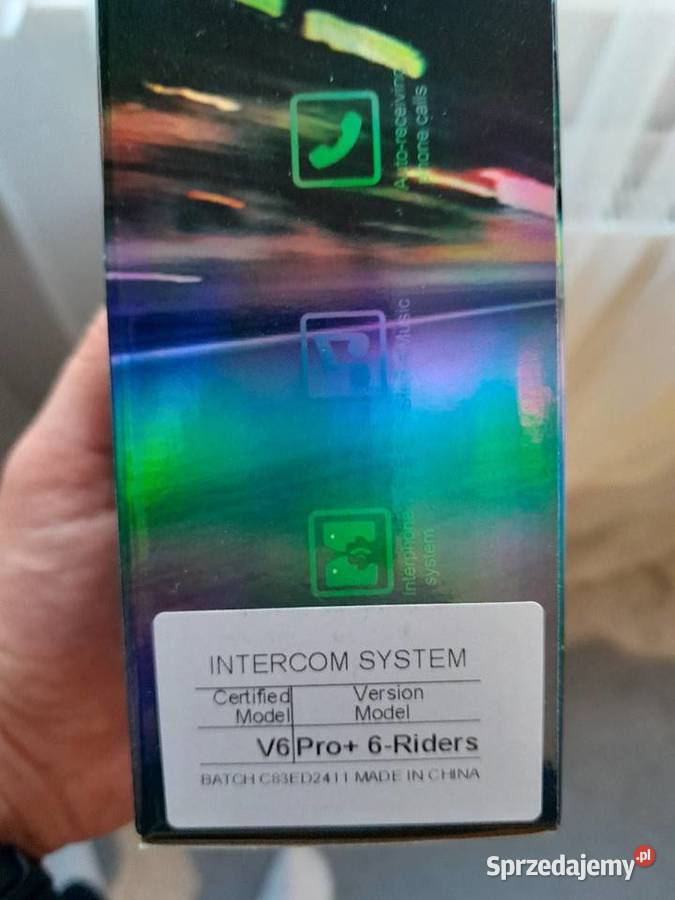 Auto-receiving
phone calls
Music
Interphone
system
INTERCOM SYSTEM
Certified Version
Model Model
V6 Pro+ 6-Riders
BATCH C83ED2411 MADE IN CHINA
Sprzedajemy.pl